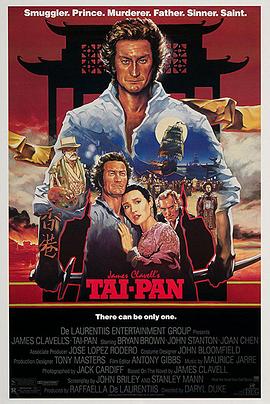 Smuggler. Prince. Murderer. Father. Sinner. Saint.
香
港
James Clavell's
TAI-PAN
There can be only one.
De LAURENTIIS ENTERTAINMENT GROUP Presents
JAMES CLAVELL'S "TAI-PAN" Starring BRYAN BROWN • JOHN STANTON • JOAN CHEN
Associate Producer JOSE LOPEZ RODERO Costume Designer JOHN BLOOMFIELD
Production Designer TONY MASTERS Film Editor ANTONY GIBBS Music by MAURICE JARRE
Photographed by JACK CARDIFF Based On The Novel by JAMES CLAVELL
Screenplay by JOHN BRILEY and STANLEY MANN
Produced by RAFFAELLA De LAURENTIIS Directed by DARYL DUKE
R